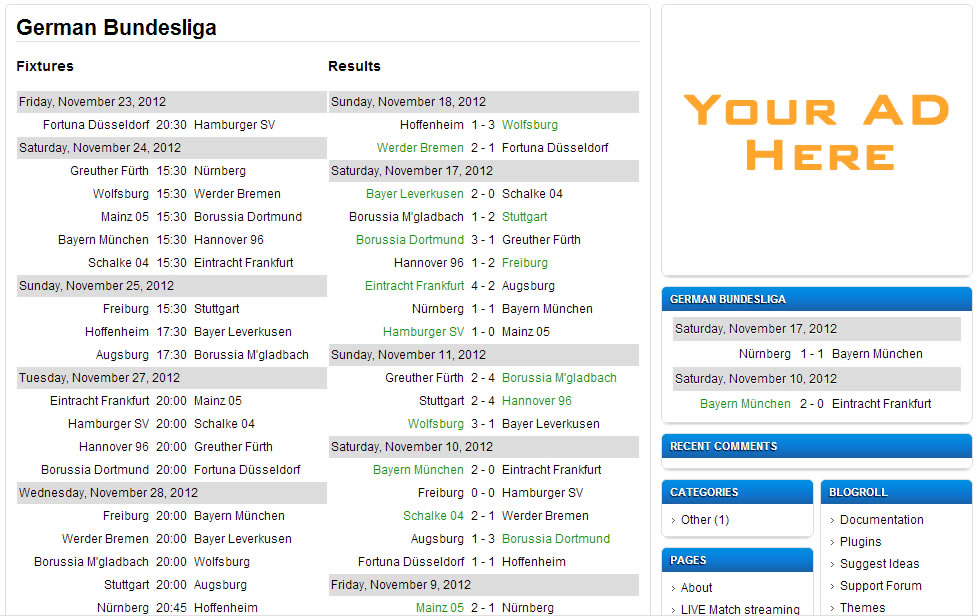 German Bundesliga
Fixtures
Friday, November 23, 2012
Fortuna Düsseldorf 20:30 Hamburger SV
Saturday, November 24, 2012
Greuther Fürth 15:30 Nürnberg
Wolfsburg 15:30 Werder Bremen
Mainz 05 15:30 Borussia Dortmund
Bayern München 15:30 Hannover 96
Schalke 04 15:30 Eintracht Frankfurt
Sunday, November 25, 2012
Freiburg 15:30 Stuttgart
Hoffenheim 17:30 Bayer Leverkusen
Augsburg 17:30 Borussia M'gladbach
Tuesday, November 27, 2012
Eintracht Frankfurt 20:00 Mainz 05
Hamburger SV 20:00 Schalke 04
Hannover 96 20:00 Greuther Fürth
Borussia Dortmund 20:00 Fortuna Düsseldorf
Wednesday, November 28, 2012
Freiburg 20:00 Bayern München
Werder Bremen 20:00 Bayer Leverkusen
Borussia M'gladbach 20:00 Wolfsburg
Stuttgart 20:00 Augsburg
Nürnberg 20:45 Hoffenheim
Results
Sunday, November 18, 2012
Hoffenheim 1 - 3 Wolfsburg
Werder Bremen 2 - 1 Fortuna Düsseldorf
Saturday, November 17, 2012
Bayer Leverkusen 2 - 0 Schalke 04
Borussia M'gladbach 1 - 2 Stuttgart
Borussia Dortmund 3 - 1 Greuther Fürth
Hannover 96 1 - 2 Freiburg
Eintracht Frankfurt 4 - 2 Augsburg
Nürnberg 1 - 1 Bayern München
Hamburger SV 1 - 0 Mainz 05
Sunday, November 11, 2012
Greuther Fürth 2 - 4 Borussia M'gladbach
Stuttgart 2 - 4 Hannover 96
Wolfsburg 3 - 1 Bayer Leverkusen
Saturday, November 10, 2012
Bayern München 2 - 0 Eintracht Frankfurt
Freiburg 0 - 0 Hamburger SV
Schalke 04 2 - 1 Werder Bremen
Augsburg 1 - 3 Borussia Dortmund
Fortuna Düsseldorf 1 - 1 Hoffenheim
Friday, November 9, 2012
Mainz 05 2 - 1 Nürnberg
YOUR AD
HERE
GERMAN BUNDESLIGA
Saturday, November 17, 2012
Nürnberg 1 - 1 Bayern München
Saturday, November 10, 2012
Bayern München 2 - 0 Eintracht Frankfurt
RECENT COMMENTS
CATEGORIES
› Other (1)
PAGES
› About
› LIVE Match streaming
BLOGROLL
› Documentation
› Plugins
› Suggest Ideas
› Support Forum
› Themes